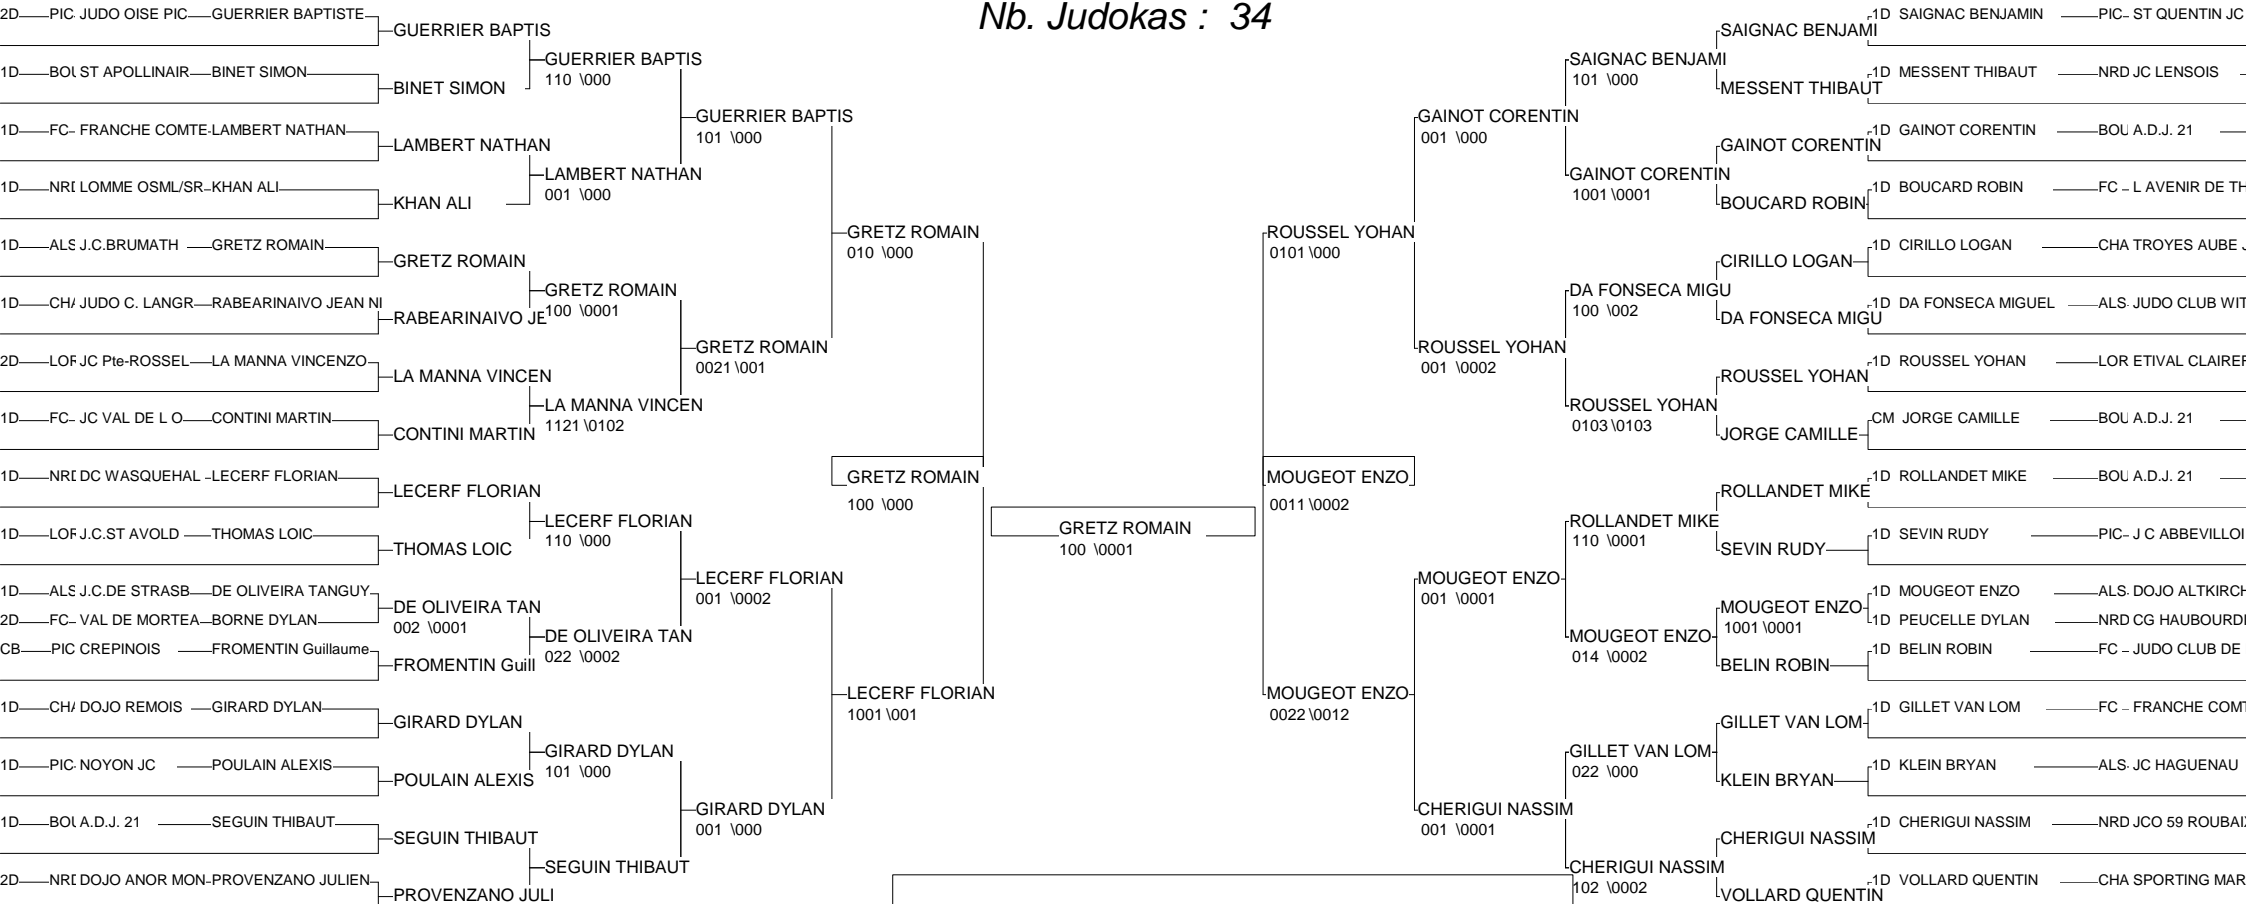 Nb. Judokas : 34
2D PIC JUDO OISE PIC GUERRIER BAPTISTE
1D BOU ST APOLLINAIR BINET SIMON
1D FC- FRANCHE COMTE LAMBERT NATHAN
1D NRD LOMME OSML/SR KHAN ALI
1D ALS J.C.BRUMATH GRETZ ROMAIN
1D CHA JUDO C. LANGR RABEARINAIVO JEAN NI
2D LOR JC Pte-ROSSEL LA MANNA VINCENZO
1D FC- JC VAL DE L O CONTINI MARTIN
1D NRD DC WASQUEHAL LECERF FLORIAN
1D LOR J.C.ST AVOLD THOMAS LOIC
1D ALS J.C.DE STRASB DE OLIVEIRA TANGUY
2D FC- VAL DE MORTEA BORNE DYLAN
CB PIC CREPINOIS FROMENTIN Guillaume
1D CHA DOJO REMOIS GIRARD DYLAN
1D PIC NOYON JC POULAIN ALEXIS
1D BOU A.D.J. 21 SEGUIN THIBAUT
2D NRD DOJO ANOR MON PROVENZANO JULIEN
GUERRIER BAPTIS
BINET SIMON
LAMBERT NATHAN
KHAN ALI
GRETZ ROMAIN
RABEARINAIVO JE
LA MANNA VINCEN
CONTINI MARTIN
LECERF FLORIAN
THOMAS LOIC
DE OLIVEIRA TAN
002 \0001
FROMENTIN Guill
GIRARD DYLAN
POULAIN ALEXIS
SEGUIN THIBAUT
PROVENZANO JULI
GUERRIER BAPTIS
110 \000
LAMBERT NATHAN
001 \000
GRETZ ROMAIN
100 \0001
LA MANNA VINCEN
1121 \0102
LECERF FLORIAN
110 \000
DE OLIVEIRA TAN
022 \0002
GIRARD DYLAN
101 \000
SEGUIN THIBAUT
GUERRIER BAPTIS
101 \000
GRETZ ROMAIN
0021 \001
LECERF FLORIAN
001 \0002
GIRARD DYLAN
001 \000
GRETZ ROMAIN
010 \000
LECERF FLORIAN
1001 \001
GRETZ ROMAIN
100 \000
GRETZ ROMAIN
100 \0001
MOUGEOT ENZO
0011 \0002
ROUSSEL YOHAN
0101 \000
MOUGEOT ENZO
0022 \0012
GAINOT CORENTIN
001 \000
ROUSSEL YOHAN
001 \0002
MOUGEOT ENZO
001 \0001
CHERIGUI NASSIM
001 \0001
SAIGNAC BENJAMI
101 \000
GAINOT CORENTIN
1001 \0001
DA FONSECA MIGU
100 \002
ROUSSEL YOHAN
0103 \0103
ROLLANDET MIKE
110 \0001
MOUGEOT ENZO
014 \0002
GILLET VAN LOM
022 \000
CHERIGUI NASSIM
102 \0002
SAIGNAC BENJAMI
MESSENT THIBAUT
GAINOT CORENTIN
BOUCARD ROBIN
CIRILLO LOGAN
DA FONSECA MIGU
ROUSSEL YOHAN
JORGE CAMILLE
ROLLANDET MIKE
SEVIN RUDY
MOUGEOT ENZO
1001 \0001
BELIN ROBIN
GILLET VAN LOM
KLEIN BRYAN
CHERIGUI NASSIM
VOLLARD QUENTIN
1D SAIGNAC BENJAMIN PIC- ST QUENTIN JC
1D MESSENT THIBAUT NRD JC LENSOIS
1D GAINOT CORENTIN BOU A.D.J. 21
1D BOUCARD ROBIN FC - L AVENIR DE TH
1D CIRILLO LOGAN CHA TROYES AUBE J
1D DA FONSECA MIGUEL ALS JUDO CLUB WIT
1D ROUSSEL YOHAN LOR ETIVAL CLAIREF
CM JORGE CAMILLE BOU A.D.J. 21
1D ROLLANDET MIKE BOU A.D.J. 21
1D SEVIN RUDY PIC- J C ABBEVILLOI
1D MOUGEOT ENZO ALS DOJO ALTKIRCH
1D PEUCELLE DYLAN NRD CG HAUBOURDI
1D BELIN ROBIN FC - JUDO CLUB DE
1D GILLET VAN LOM FC - FRANCHE COMT
1D KLEIN BRYAN ALS JC HAGUENAU
1D CHERIGUI NASSIM NRD JCO 59 ROUBAIX
1D VOLLARD QUENTIN CHA SPORTING MAR